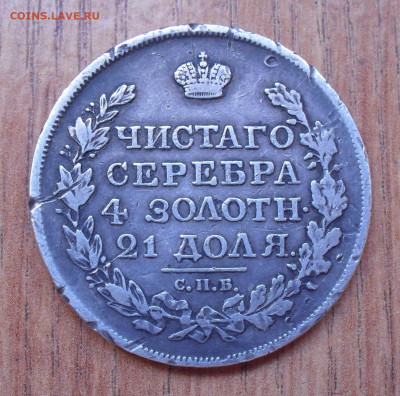 COINS.LAVE.RU
ЧИСТАГО
СЕРЕБРА
4 ЗОЛОТН·
21 ДОЛЯ.
С.П.Б.